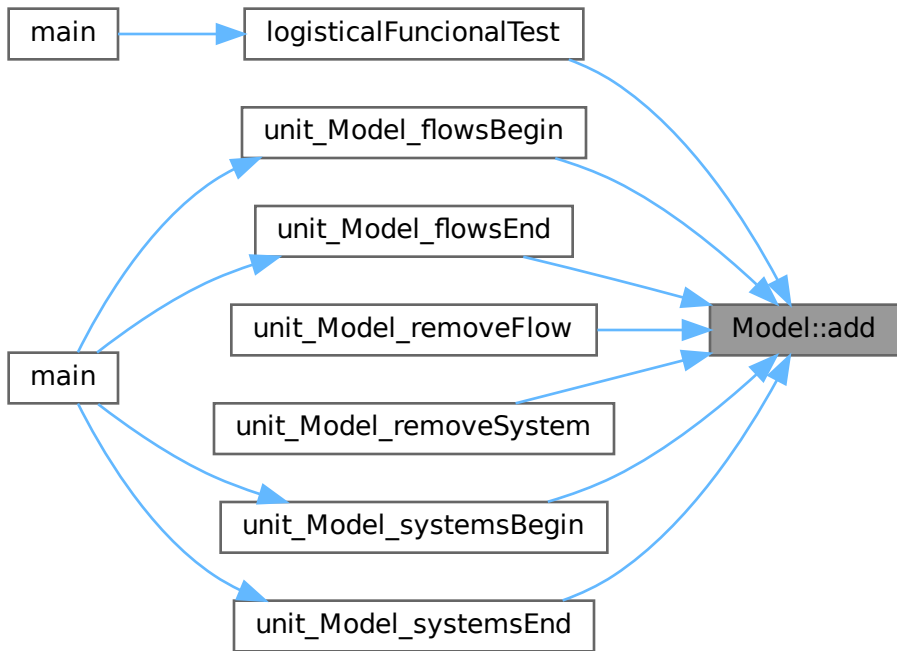 main
logisticalFuncionalTest
unit_Model_flowsBegin
unit_Model_flowsEnd
unit_Model_removeFlow
Model::add
main
unit_Model_removeSystem
unit_Model_systemsBegin
unit_Model_systemsEnd